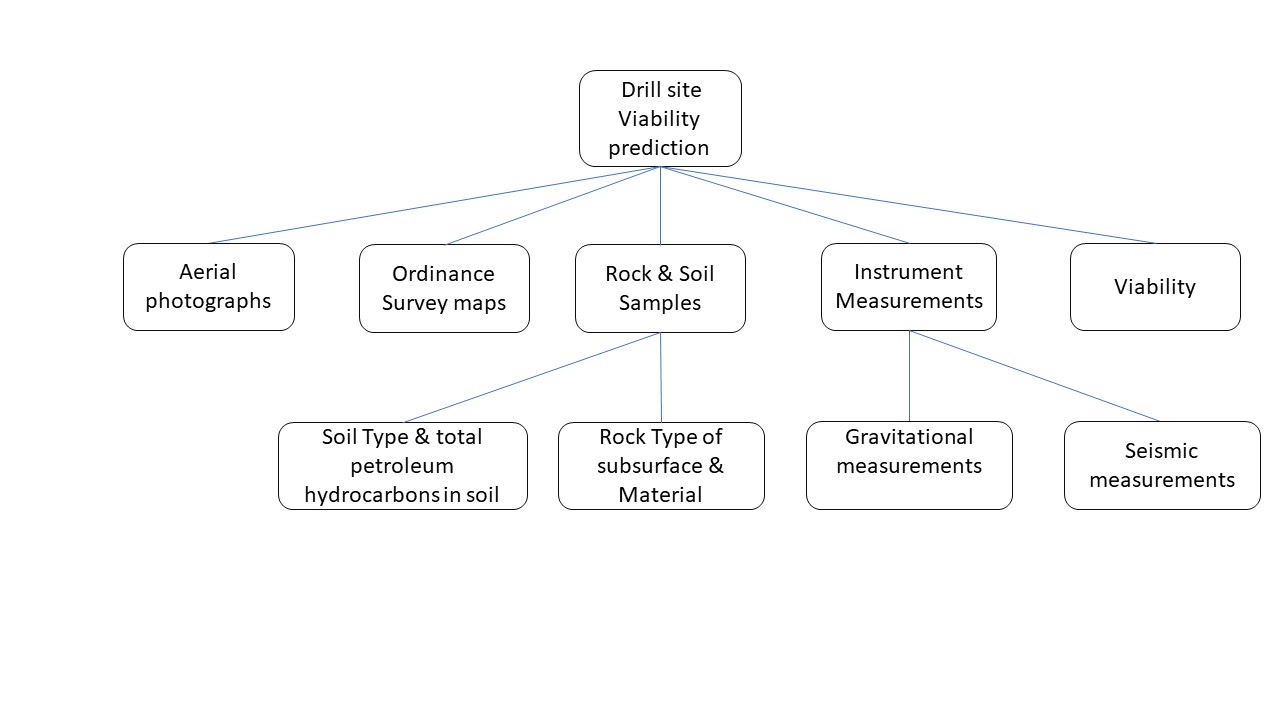 Drill site
Viability
prediction
Aerial
photographs
Ordinance
Survey maps
Rock & Soil
Samples
Instrument
Measurements
Viability
Soil Type & total
petroleum
hydrocarbons in soil
Rock Type of
subsurface &
Material
Gravitational
measurements
Seismic
measurements